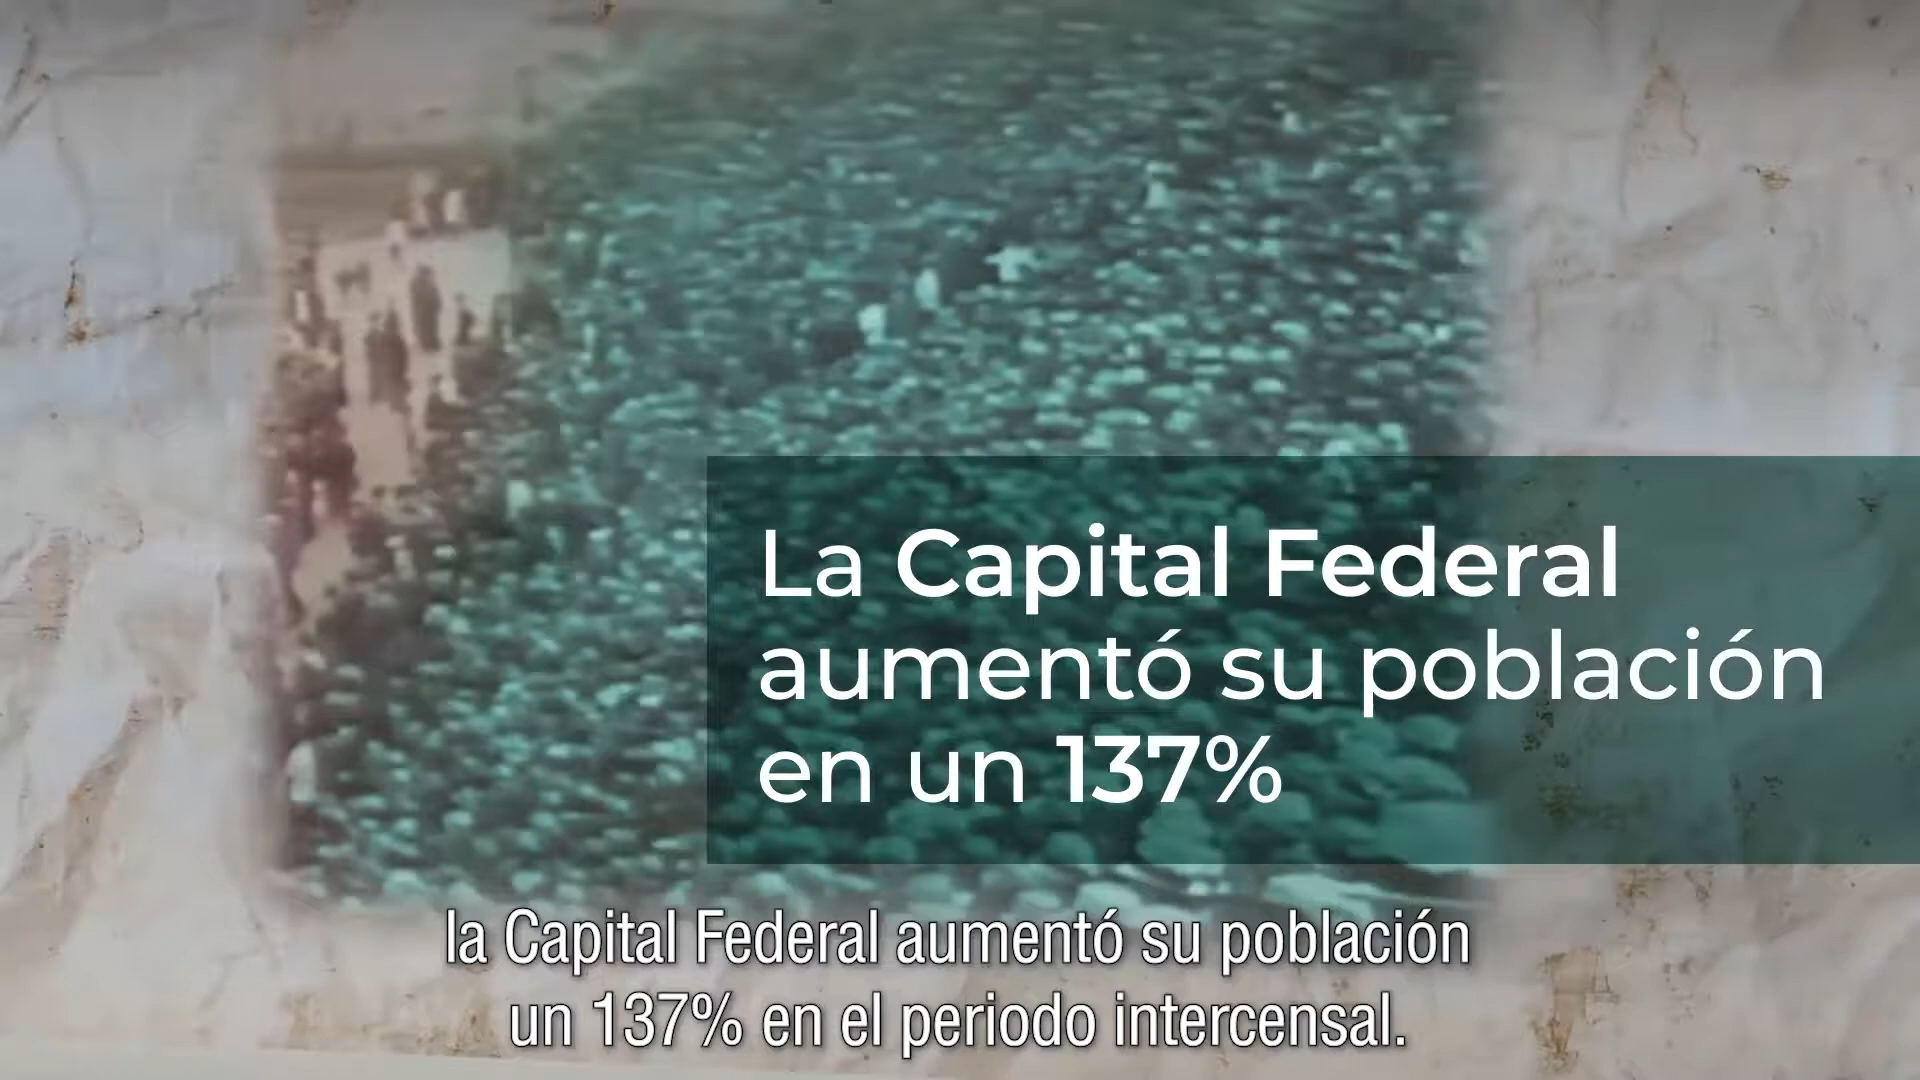 La Capital Federal
aumentó su población
en un 137%
la Capital Federal aumentó su población
un 137% en el periodo intercensal.